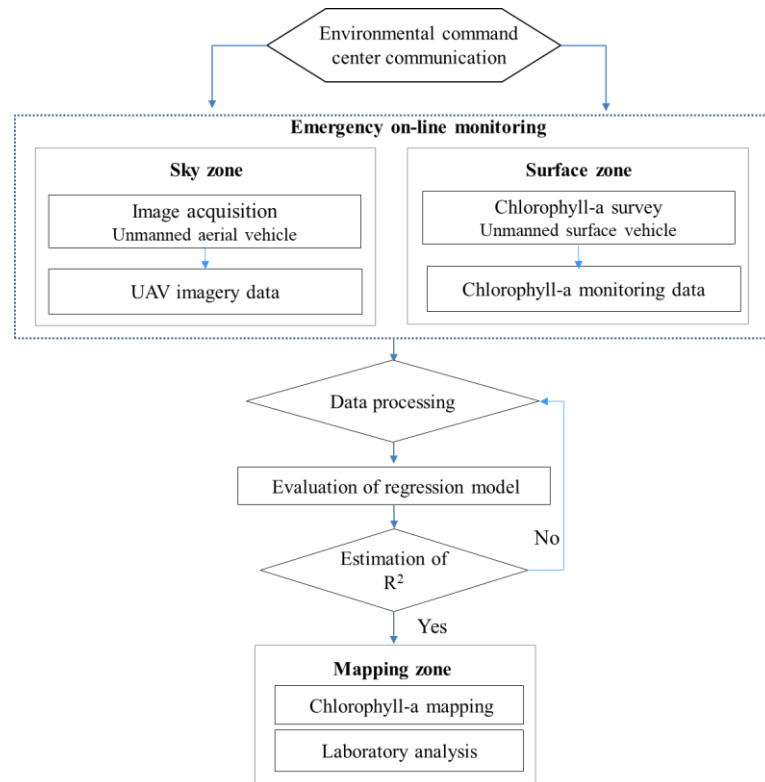 Environmental command
center communication
Emergency on-line monitoring
Sky zone
Image acquisition
Unmanned aerial vehicle
UAV imagery data
Surface zone
Chlorophyll-a survey
Unmanned surface vehicle
Chlorophyll-a monitoring data
Data processing
Evaluation of regression model
Estimation of
R²
No
Yes
Mapping zone
Chlorophyll-a mapping
Laboratory analysis